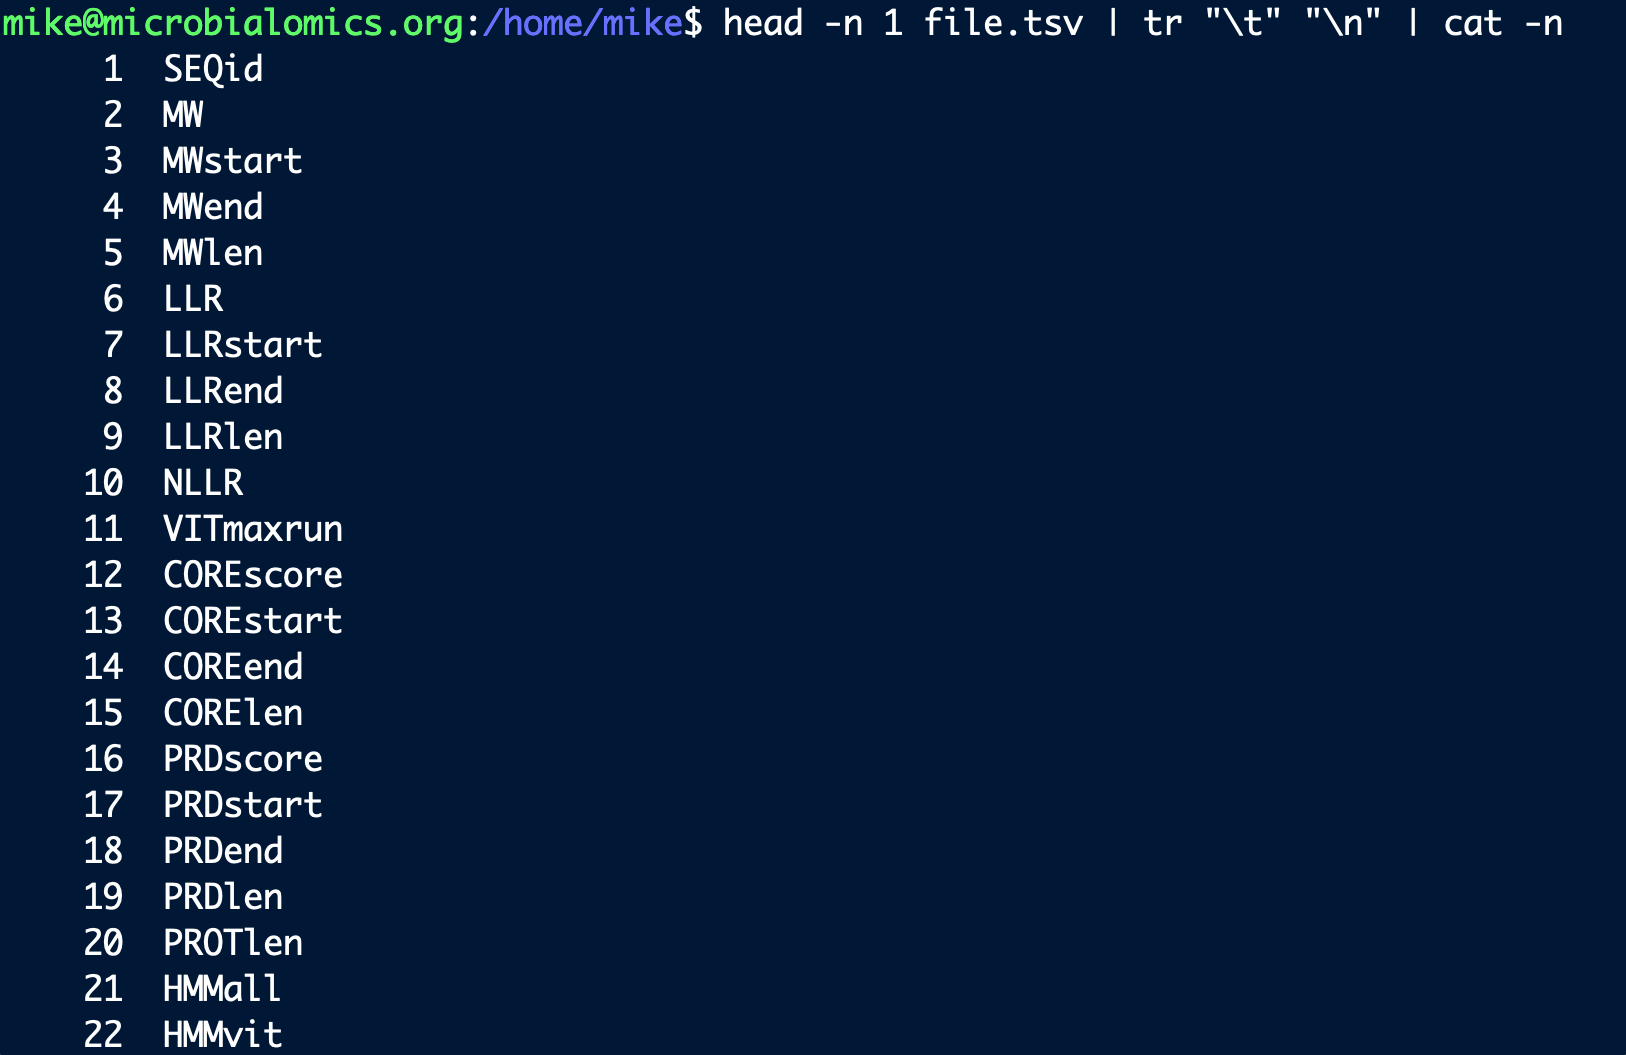 mike@microbialomics.org:/home/mike$ head -n 1 file.tsv | tr "\t" "\n" | cat -n
1 SEQid
2 MW
3 MWstart
4 MWend
5 MWlen
6 LLR
7 LLRstart
8 LLRend
9 LLRlen
10 NLLR
11 VITmaxrun
12 COREscore
13 COREstart
14 COREend
15 CORElen
16 PRDscore
17 PRDstart
18 PRDend
19 PRDlen
20 PROTlen
21 HMMall
22 HMMvit